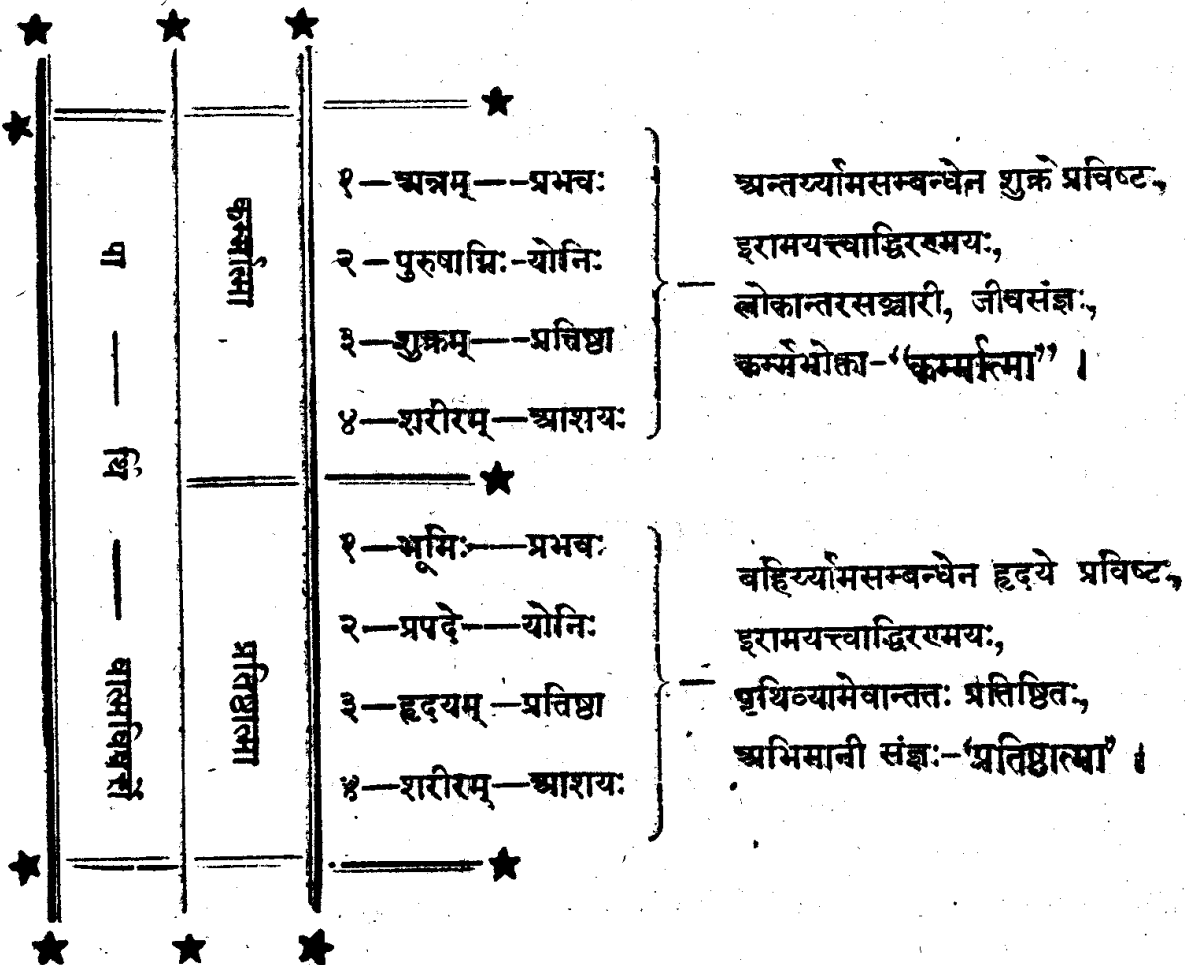 पा — र्थि — वात्मविवर्त्त
कर्म्मात्मा
१—अन्नम्—-प्रभवः
२—पुरुषाग्निः-योनिः
३—शुक्रम्—-प्रतिष्ठा
४—शरीरम्—आशयः
अन्तर्य्यामसम्बन्धेन शुक्रे प्रविष्टः,
इरामयत्त्वाद्धिरण्मयः,
लोकान्तरसञ्चारी, जीवसंज्ञः,
कर्म्मभोक्ता-“कर्म्मात्मा” ।
प्रतिष्ठात्मा
१—भूमिः—प्रभवः
२—प्रपदे—योनिः
३—हृदयम्—प्रतिष्ठा
४—शरीरम्—आशयः
बहिर्य्यामसम्बन्धेन हृदये प्रविष्टः,
इरामयत्त्वाद्धिरण्मयः,
पृथिव्यामेवान्ततः प्रतिष्ठितः,
अभिमानी संज्ञः-‘प्रतिष्ठात्मा’ ।